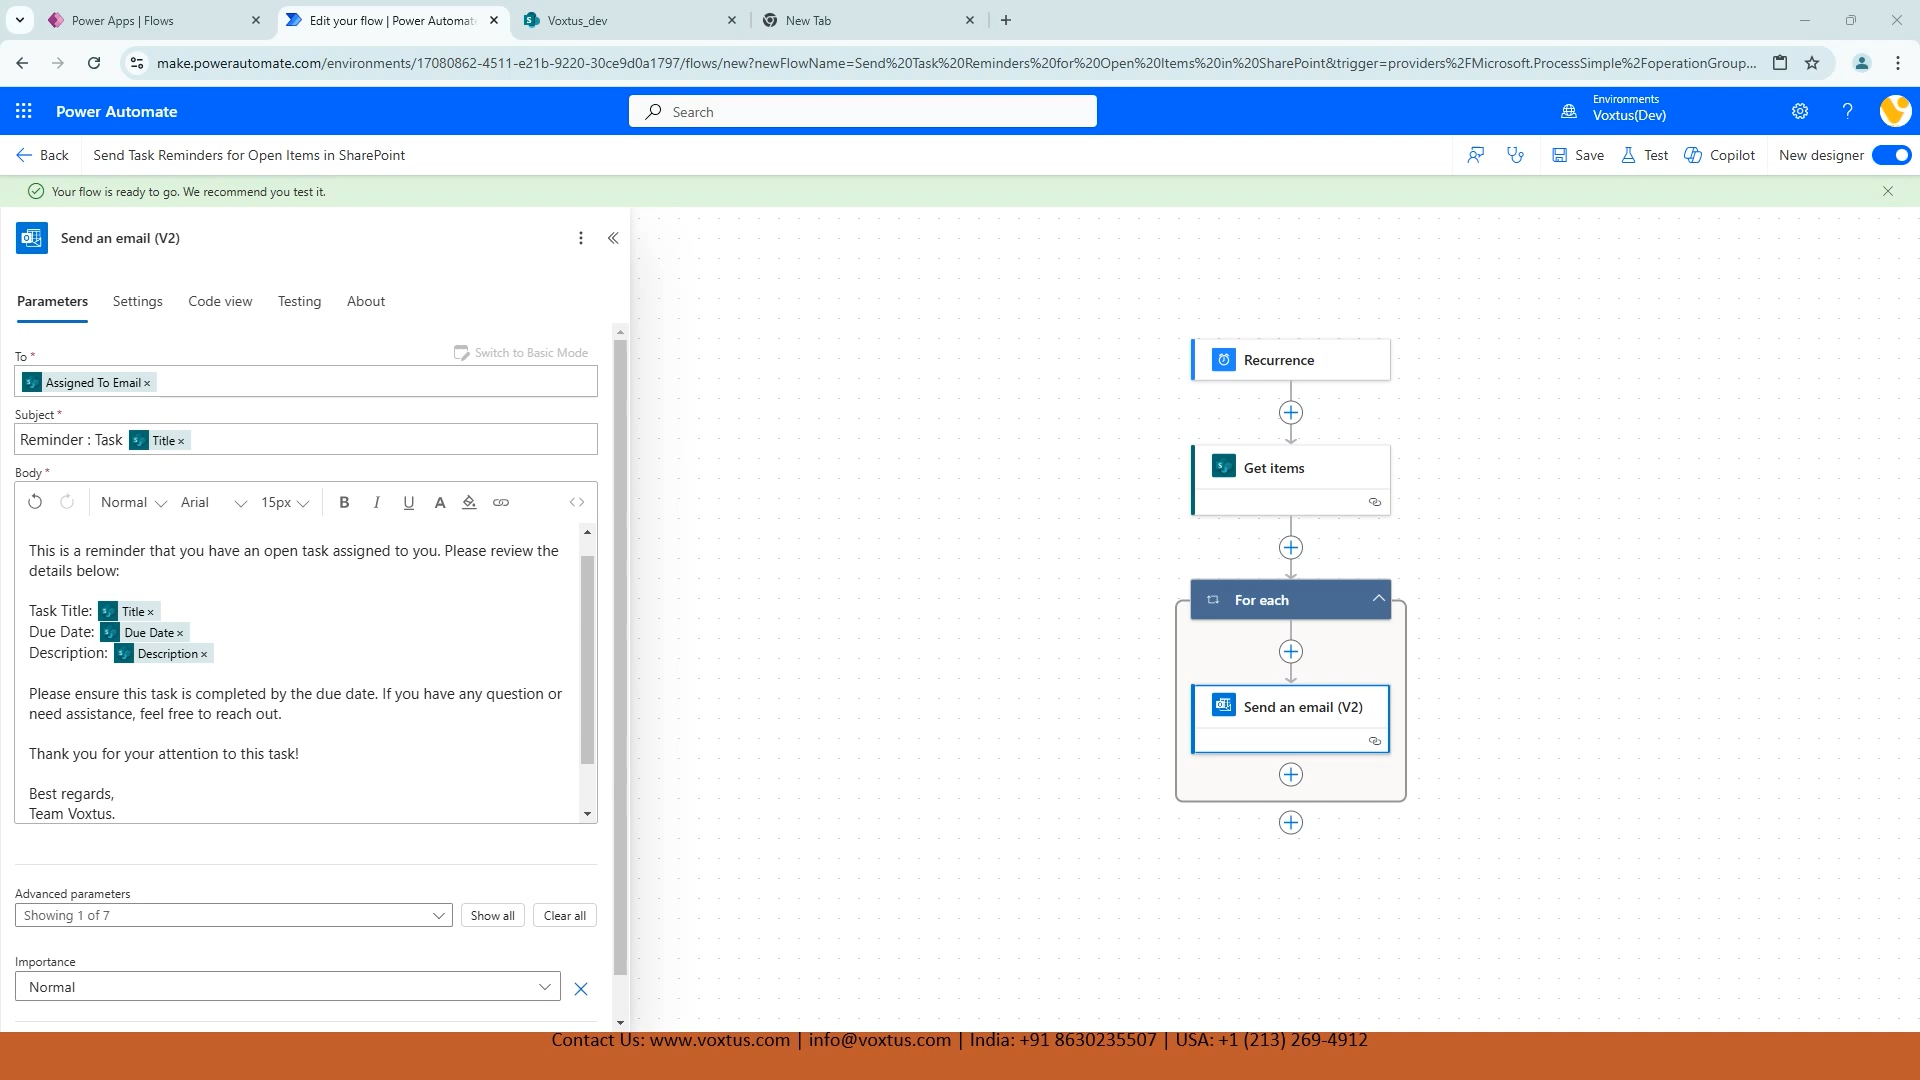 Power Apps | Flows
Edit your flow | Power Automate
Voxtus_dev
New Tab
make.powerautomate.com/environments/17080862-4511-e21b-9220-30ce9d0a1797/flows/new?newFlowName=Send%20Task%20Reminders%20for%20Open%20Items%20in%20SharePoint&trigger=providers%2FMicrosoft.ProcessSimple%2FoperationGroup...
Power Automate
Search
Environments
Voxtus(Dev)
Back
Send Task Reminders for Open Items in SharePoint
Save
Test
Copilot
New designer
Your flow is ready to go. We recommend you test it.
Send an email (V2)
Parameters
Settings
Code view
Testing
About
Switch to Basic Mode
To *
Assigned To Email ×
Subject *
Reminder : Task Title ×
Body *
Normal
Arial
15px
B
I
U
A
This is a reminder that you have an open task assigned to you. Please review the
details below:
Task Title: Title ×
Due Date: Due Date ×
Description: Description ×
Please ensure this task is completed by the due date. If you have any question or
need assistance, feel free to reach out.
Thank you for your attention to this task!
Best regards,
Team Voxtus.
Advanced parameters
Showing 1 of 7
Show all
Clear all
Importance
Normal
Recurrence
Get items
For each
Send an email (V2)
Contact Us: www.voxtus.com | info@voxtus.com | India: +91 8630235507 | USA: +1 (213) 269-4912